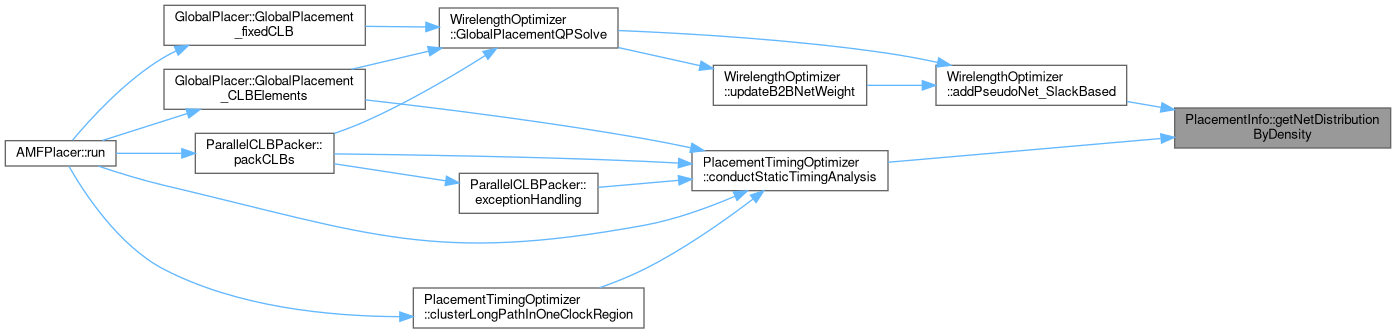 GlobalPlacer::GlobalPlacement
_fixedCLB
WirelengthOptimizer
::GlobalPlacementQPSolve
GlobalPlacer::GlobalPlacement
_CLBElements
WirelengthOptimizer
::updateB2BNetWeight
WirelengthOptimizer
::addPseudoNet_SlackBased
PlacementInfo::getNetDistribution
ByDensity
AMFPlacer::run
ParallelCLBPacker::
packCLBs
PlacementTimingOptimizer
::conductStaticTimingAnalysis
ParallelCLBPacker::
exceptionHandling
PlacementTimingOptimizer
::clusterLongPathInOneClockRegion